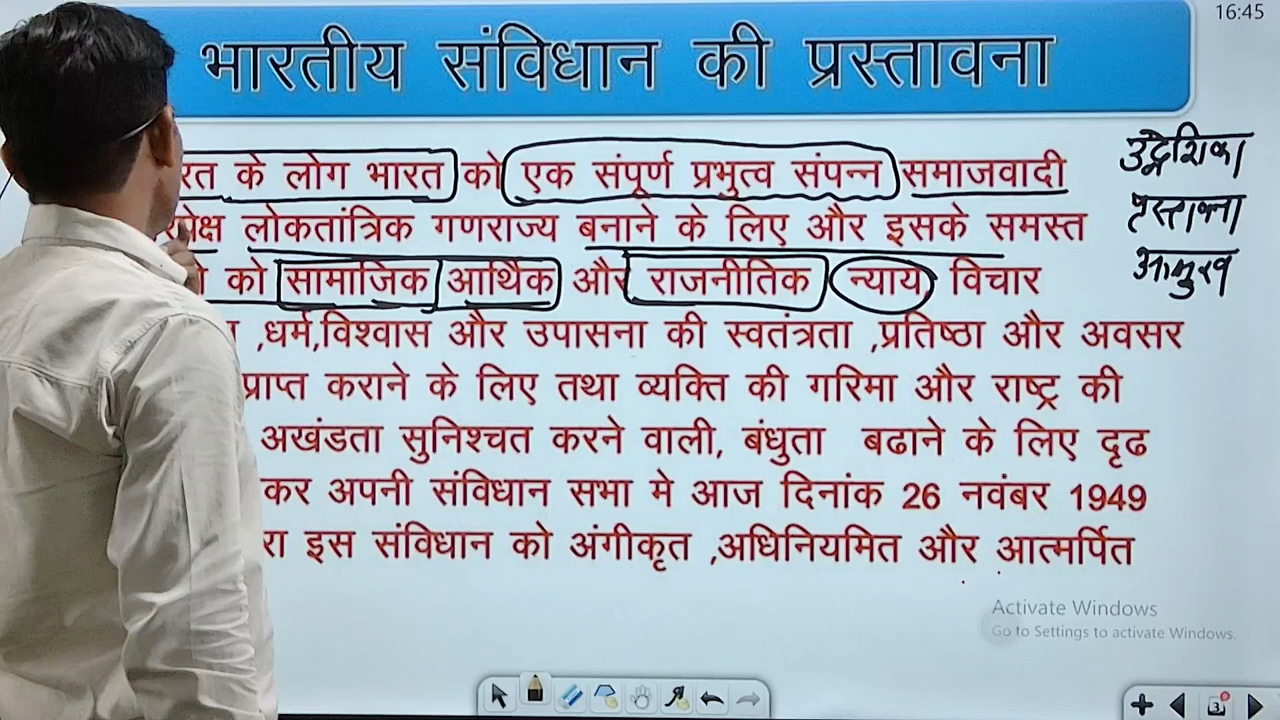 16:45
भारतीय संविधान की प्रस्तावना
के लोग भारत को एक संपूर्ण प्रभुत्व संपन्न समाजवादी
लोकतांत्रिक गणराज्य बनाने के लिए और इसके समस्त
को सामाजिक आर्थिक और राजनीतिक न्याय विचार
,धर्म,विश्वास और उपासना की स्वतंत्रता ,प्रतिष्ठा और अवसर
प्राप्त कराने के लिए तथा व्यक्ति की गरिमा और राष्ट्र की
अखंडता सुनिश्चत करने वाली, बंधुता बढाने के लिए दृढ
कर अपनी संविधान सभा मे आज दिनांक 26 नवंबर 1949
इस संविधान को अंगीकृत ,अधिनियमित और आत्मर्पित
उद्देशिका
प्रस्तावना
आमुख
Activate Windows
Go to Settings to activate Windows.
3